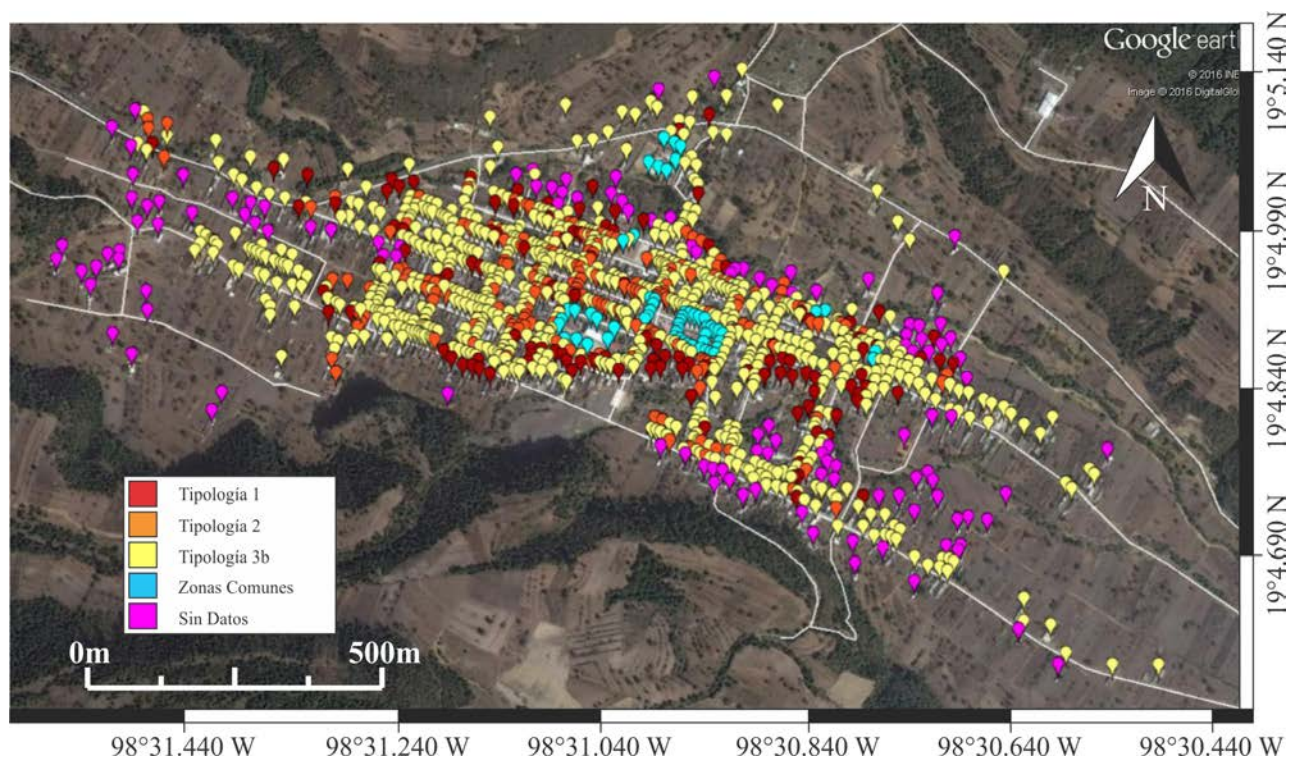 Google earth
© 2016 INE
Image © 2016 DigitalGlo
N
Tipología 1
Tipología 2
Tipología 3b
Zonas Comunes
Sin Datos
0m 500m
19°5.140 N
19°4.990 N
19°4.840 N
19°4.690 N
98°31.440 W 98°31.240 W 98°31.040 W 98°30.840 W 98°30.640 W 98°30.440 W